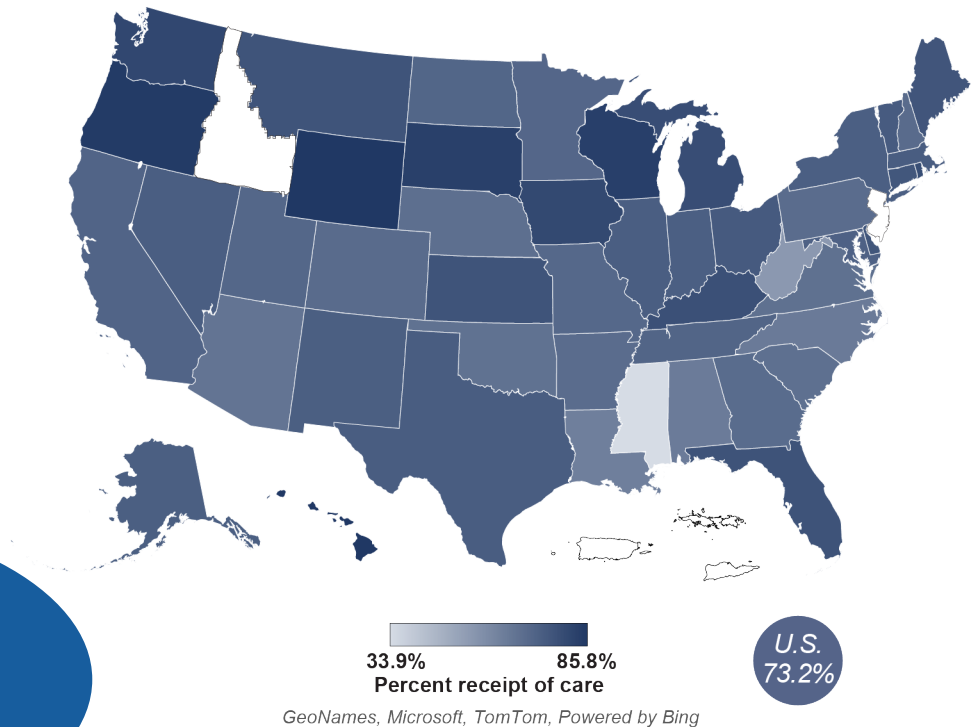 33.9%
85.8%
Percent receipt of care
U.S.
73.2%
GeoNames, Microsoft, TomTom, Powered by Bing